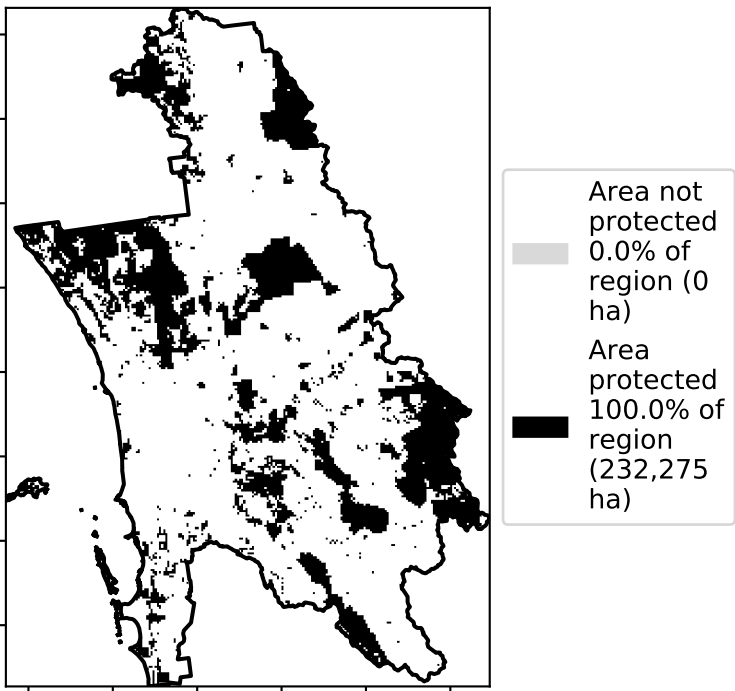 Area not
protected
0.0% of
region (0
ha)
Area
protected
100.0% of
region
(232,275
ha)